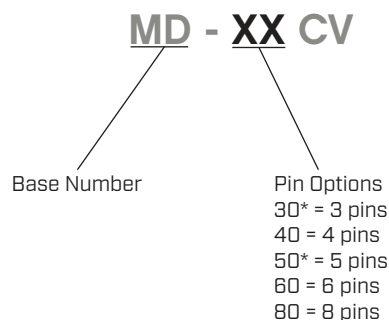 MD - XX CV
Base Number
Pin Options
30* = 3 pins
40 = 4 pins
50* = 5 pins
60 = 6 pins
80 = 8 pins